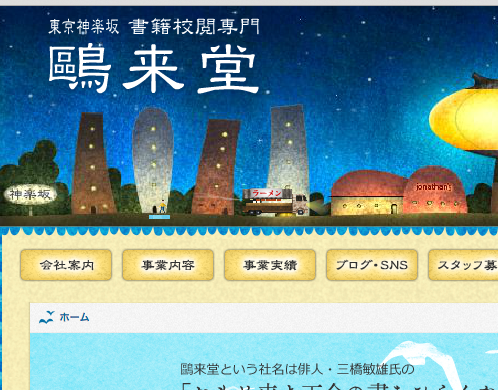 東京神楽坂 書籍校閲専門
鷗来堂
神楽坂
ラーメン
jonathan's
会社案内
事業内容
事業実績
ブログ・SNS
スタッフ募
ホーム
鷗来堂という社名は俳人・三橋敏雄氏の